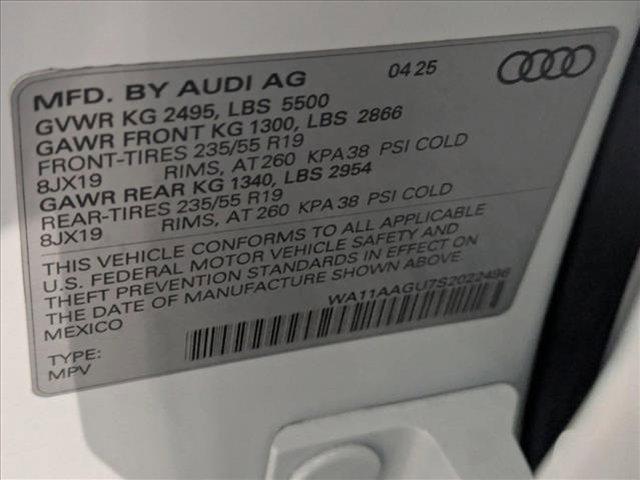 MFD. BY AUDI AG 04 25
GVWR KG 2495, LBS 5500
GAWR FRONT KG 1300, LBS 2866
FRONT-TIRES 235/55 R19
8JX19 RIMS, AT 260 KPA 38 PSI COLD
GAWR REAR KG 1340, LBS 2954
REAR-TIRES 235/55 R19
8JX19 RIMS, AT 260 KPA 38 PSI COLD
THIS VEHICLE CONFORMS TO ALL APPLICABLE
U.S. FEDERAL MOTOR VEHICLE SAFETY AND
THEFT PREVENTION STANDARDS IN EFFECT ON
THE DATE OF MANUFACTURE SHOWN ABOVE.
MEXICO WA11AAGU7S2022496
TYPE:
MPV